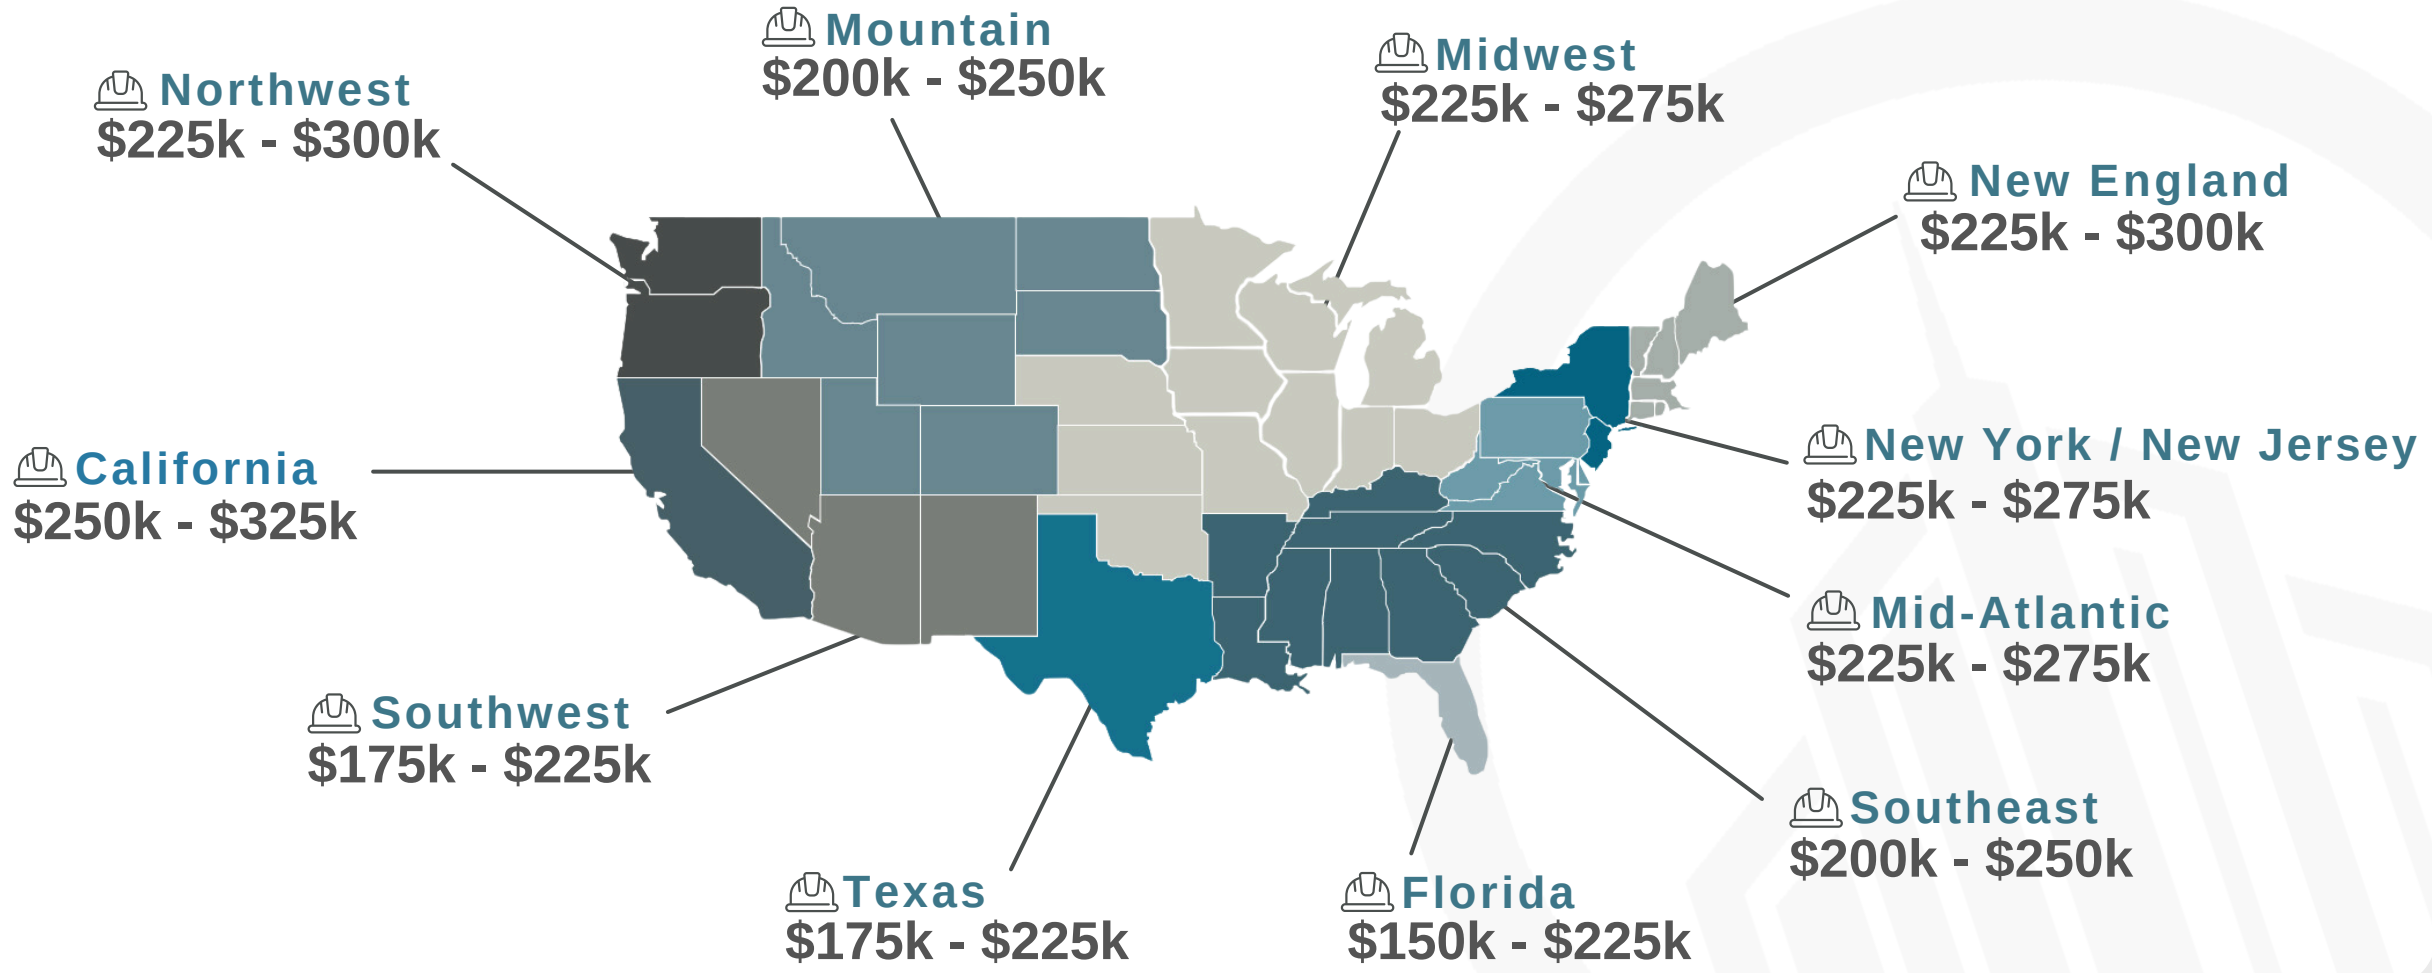 Mountain
$200k - $250k
Midwest
$225k - $275k
Northwest
$225k - $300k
New England
$225k - $300k
California
$250k - $325k
New York / New Jersey
$225k - $275k
Mid-Atlantic
$225k - $275k
Southwest
$175k - $225k
Southeast
$200k - $250k
Texas
$175k - $225k
Florida
$150k - $225k